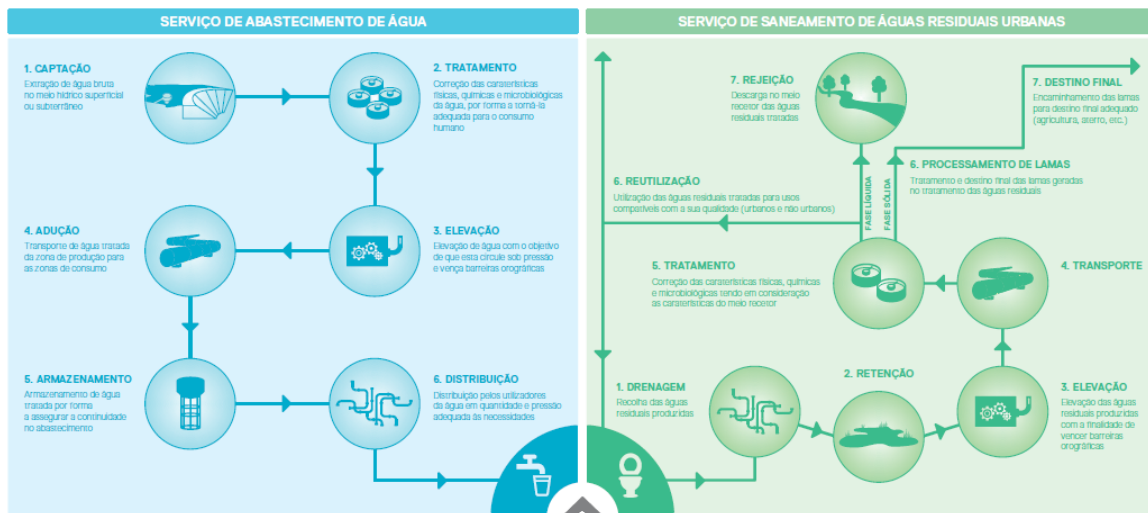 SERVIÇO DE ABASTECIMENTO DE ÁGUA
1. CAPTAÇÃO
Extração de água bruta
no meio hídrico superficial
ou subterrâneo
2. TRATAMENTO
Correção das caraterísticas
físicas, químicas e microbiológicas
da água, por forma a torná-la
adequada para o consumo
humano
4. ADUÇÃO
Transporte de água tratada
da zona de produção para
as zonas de consumo
3. ELEVAÇÃO
Elevação de água com o objetivo
de que esta circule sob pressão
e vença barreiras orográficas
5. ARMAZENAMENTO
Armazenamento de água
tratada por forma
a assegurar a continuidade
no abastecimento
6. DISTRIBUIÇÃO
Distribuição pelos utilizadores
da água em quantidade e pressão
adequada às necessidades
SERVIÇO DE SANEAMENTO DE ÁGUAS RESIDUAIS URBANAS
7. REJEIÇÃO
Descarga no meio
recetor das águas
residuais tratadas
7. DESTINO FINAL
Encaminhamento das lamas
para destino final adequado
(agricultura, aterro, etc.)
6. REUTILIZAÇÃO
Utilização das águas residuais tratadas para usos
compatíveis com a sua qualidade (urbanos e não urbanos)
FASE LÍQUIDA
FASE SÓLIDA
6. PROCESSAMENTO DE LAMAS
Tratamento e destino final das lamas geradas
no tratamento das águas residuais
5. TRATAMENTO
Correção das caraterísticas físicas, químicas
e microbiológicas tendo em consideração
as caraterísticas do meio recetor
4. TRANSPORTE
1. DRENAGEM
Recolha das águas
residuais produzidas
2. RETENÇÃO
3. ELEVAÇÃO
Elevação das águas
residuais produzidas
com a finalidade de
vencer barreiras
orográficas